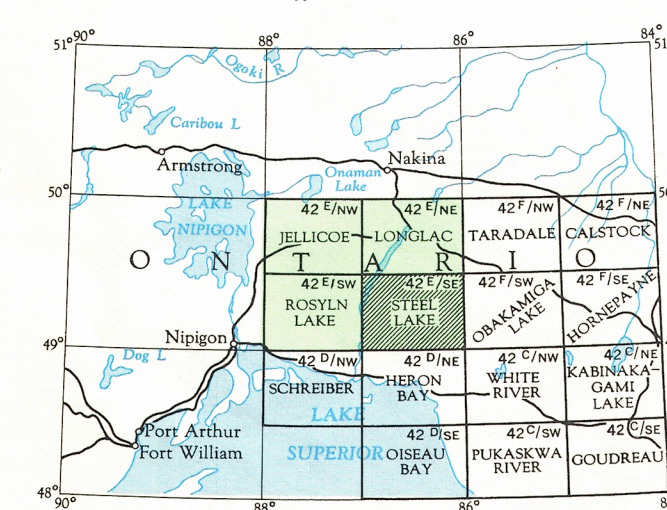 51°
90°
88°
86°
84
51
Ogoki R
Caribou L
Armstrong
Nakina
Onaman
Lake
50°
50
LAKE
NIPIGON
42 E/NW
42 E/NE
42 F/NW
42 F/NE
JELLICOE
LONGLAC
TARADALE
CALSTOCK
O N T A R I O
42 E/SW
42 E/SE
42 F/SW
42 F/SE
ROSYLN
LAKE
STEEL
LAKE
OBAKAMIGA
LAKE
HORNEPAYNE
Nipigon
49°
Dog L
42 D/NW
42 D/NE
42 C/NW
42 C/NE
SCHREIBER
HERON
BAY
WHITE
RIVER
KABINAKA-
GAMI
LAKE
LAKE
SUPERIOR
Port Arthur
Fort William
42 D/SE
42 C/SW
42 C/SE
OISEAU
BAY
PUKASKWA
RIVER
GOUDREAU
48°
90°
88°
86°
8